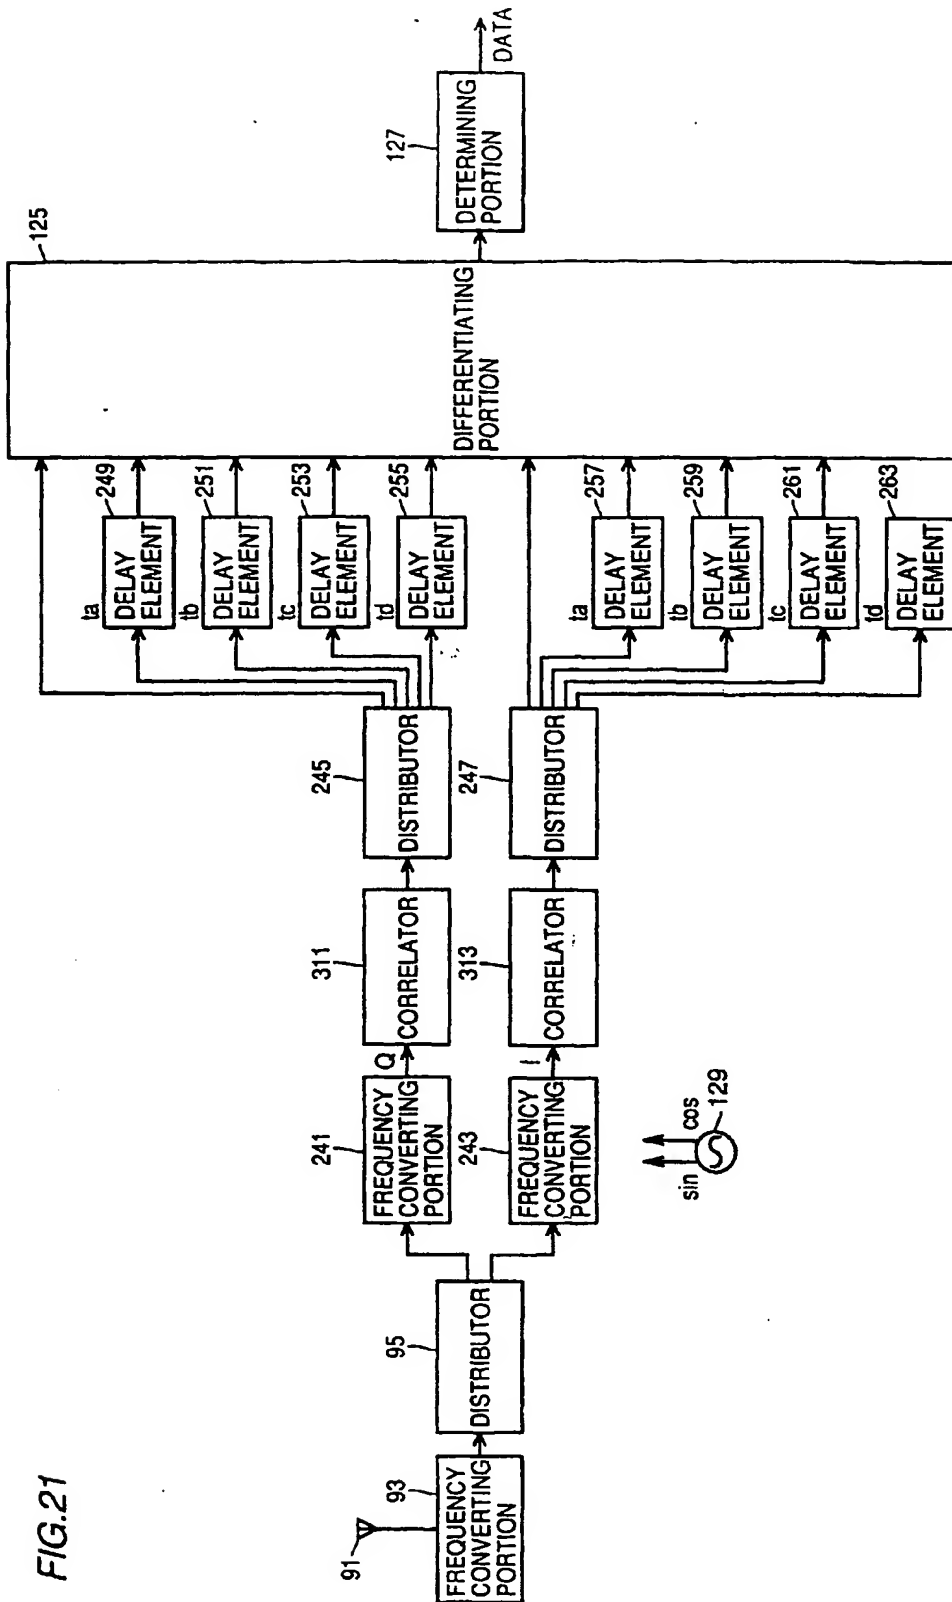 FIG.21
91
93
FREQUENCY
CONVERTING
PORTION
95
DISTRIBUTOR
241
FREQUENCY
CONVERTING
PORTION
Q
243
FREQUENCY
CONVERTING
PORTION
I
sin
cos
129
311
CORRELATOR
313
CORRELATOR
245
DISTRIBUTOR
247
DISTRIBUTOR
ta
249
DELAY
ELEMENT
tb
251
DELAY
ELEMENT
tc
253
DELAY
ELEMENT
td
255
DELAY
ELEMENT
ta
257
DELAY
ELEMENT
tb
259
DELAY
ELEMENT
tc
261
DELAY
ELEMENT
td
263
DELAY
ELEMENT
125
DIFFERENTIATING
PORTION
127
DETERMINING
PORTION
DATA